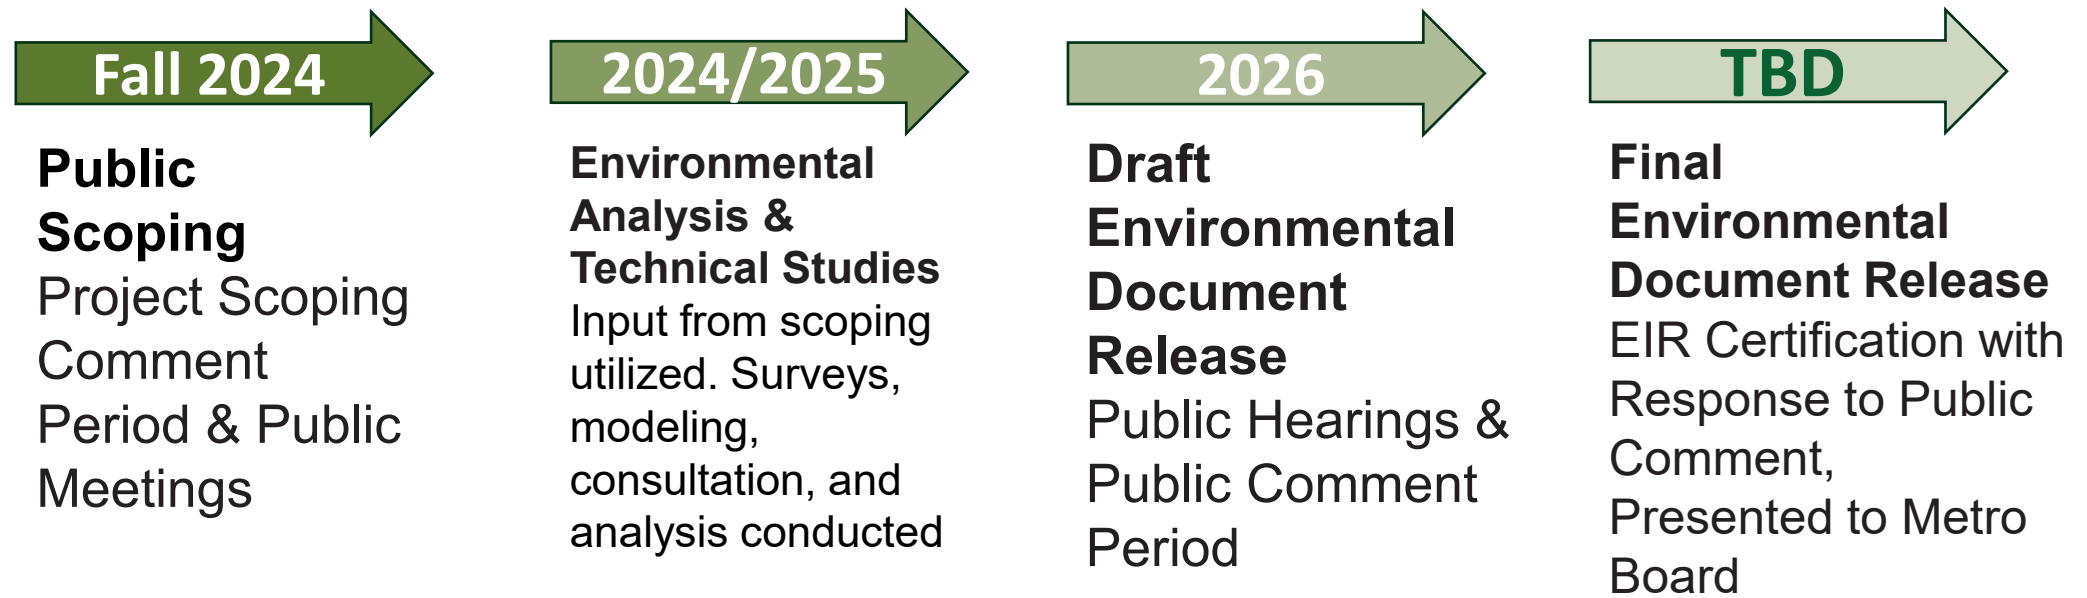 Fall 2024
Public
Scoping
Project Scoping
Comment
Period & Public
Meetings
2024/2025
Environmental
Analysis &
Technical Studies
Input from scoping
utilized. Surveys,
modeling,
consultation, and
analysis conducted
2026
Draft
Environmental
Document
Release
Public Hearings &
Public Comment
Period
TBD
Final
Environmental
Document Release
EIR Certification with
Response to Public
Comment,
Presented to Metro
Board